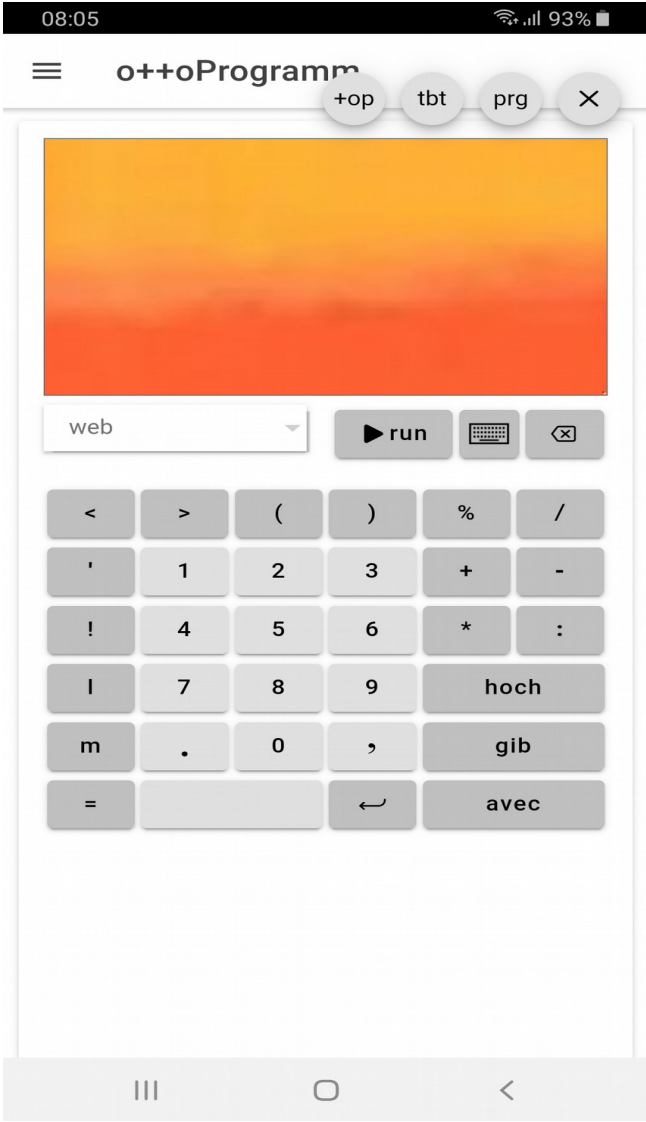 08:05 93%
o++oProgramm
+op tbt prg ×
web
run
< > ( ) % /
' 1 2 3 + -
! 4 5 6 * :
l 7 8 9 hoch
m . 0 , gib
= avec